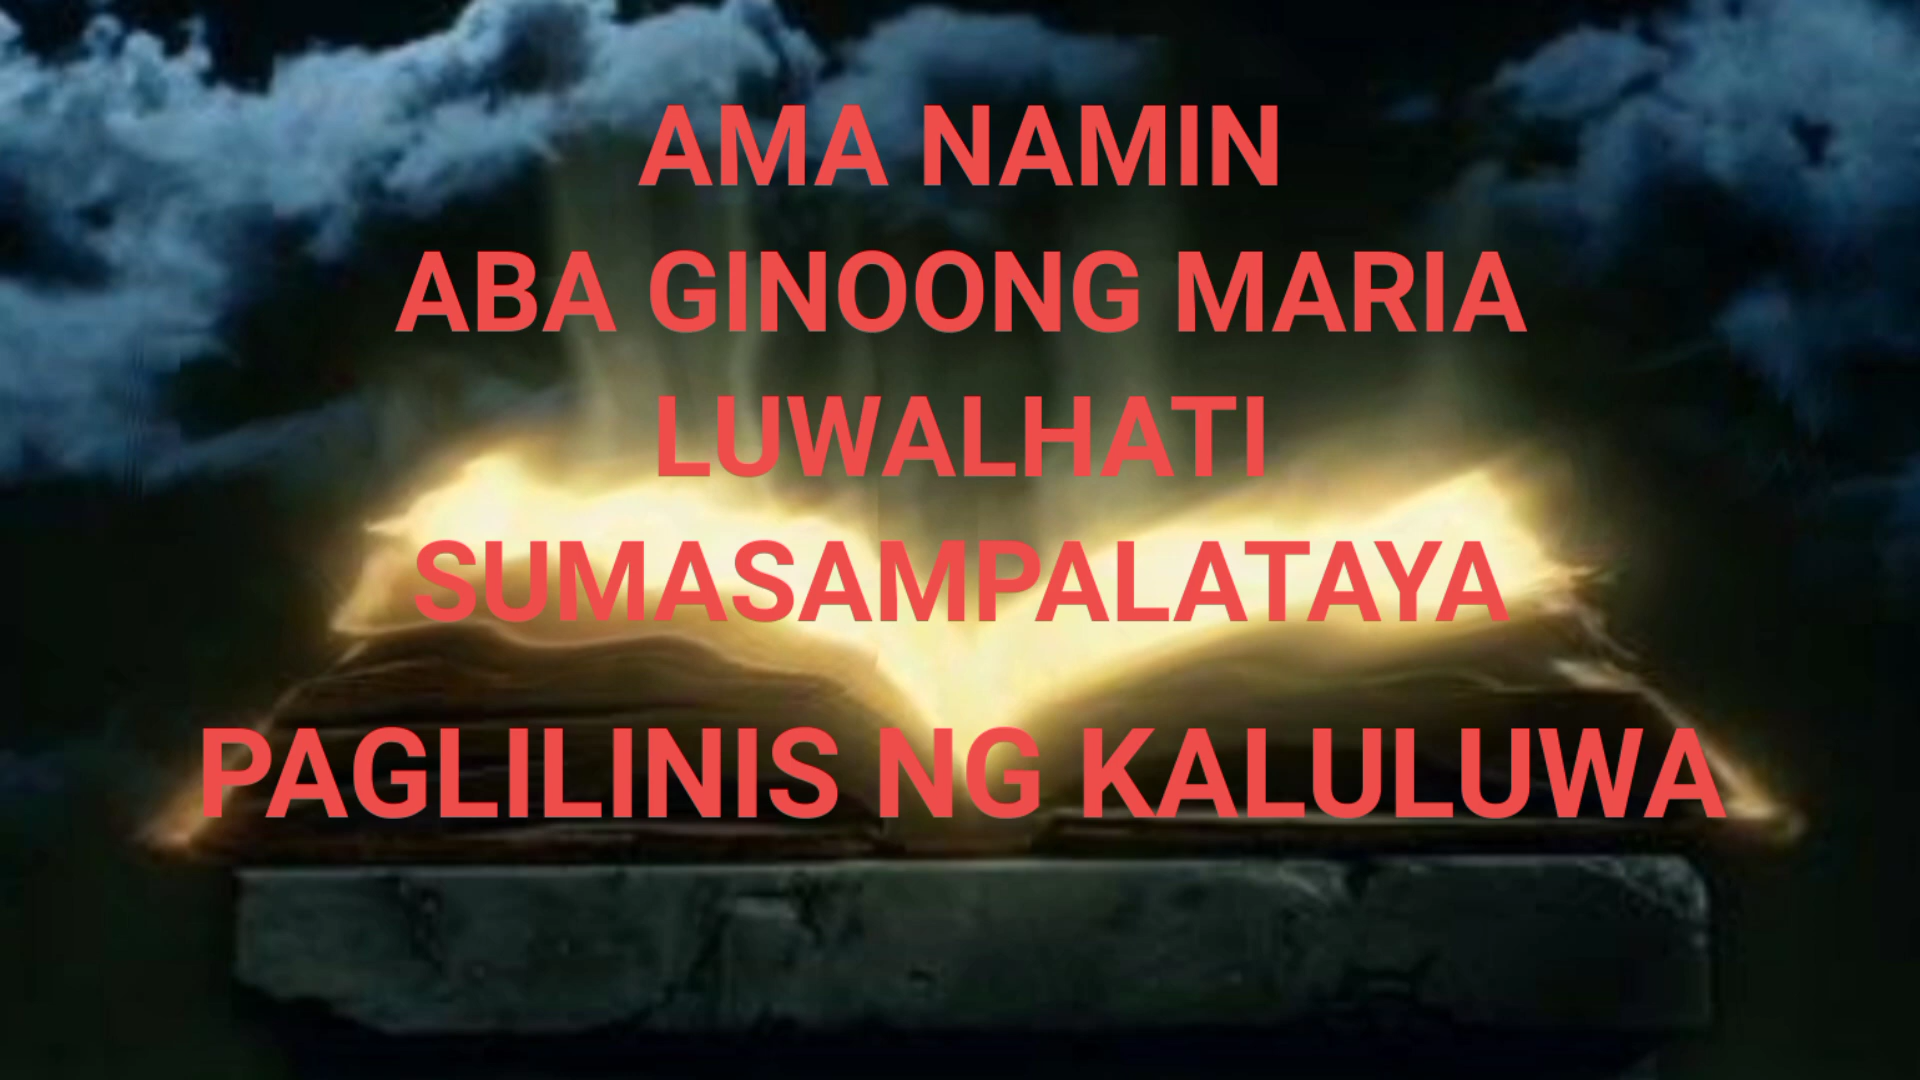 AMA NAMIN
ABA GINOONG MARIA
LUWALHATI
SUMASAMPALATAYA
PAGLILINIS NG KALULUWA